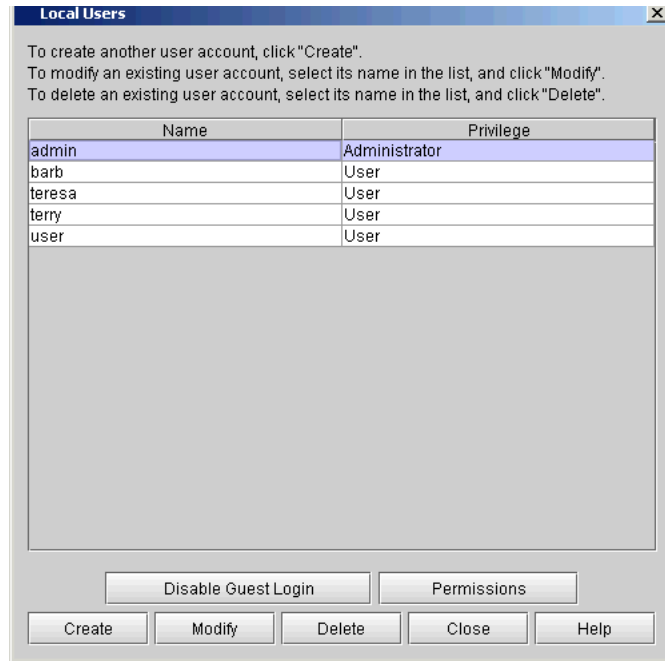 Local Users
To create another user account, click "Create".
To modify an existing user account, select its name in the list, and click "Modify".
To delete an existing user account, select its name in the list, and click "Delete".
Name Privilege
admin Administrator
barb User
teresa User
terry User
user User
Disable Guest Login Permissions
Create Modify Delete Close Help